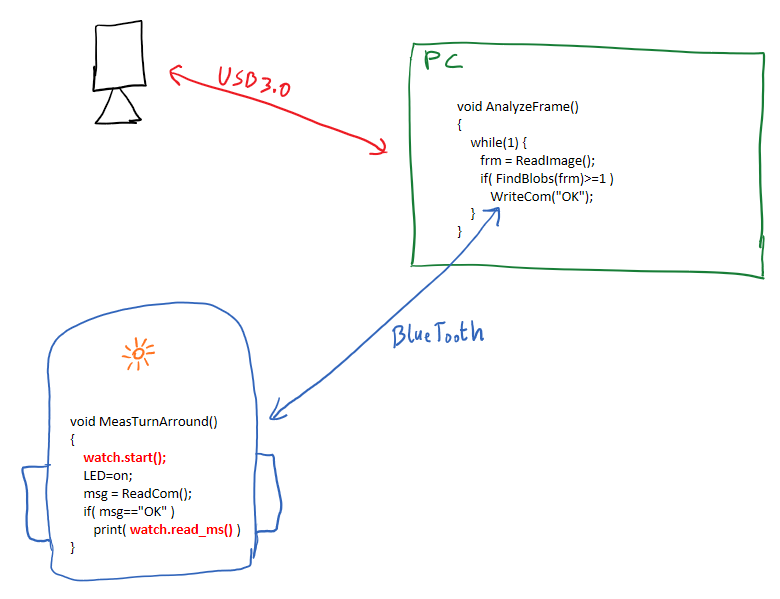 USB3.0
PC
void AnalyzeFrame()
{
while(1) {
frm = ReadImage();
if( FindBlobs(frm)>=1 )
WriteCom("OK");
}
}
BlueTooth
void MeasTurnArround()
{
watch.start();
LED=on;
msg = ReadCom();
if( msg=="OK" )
print( watch.read_ms() )
}